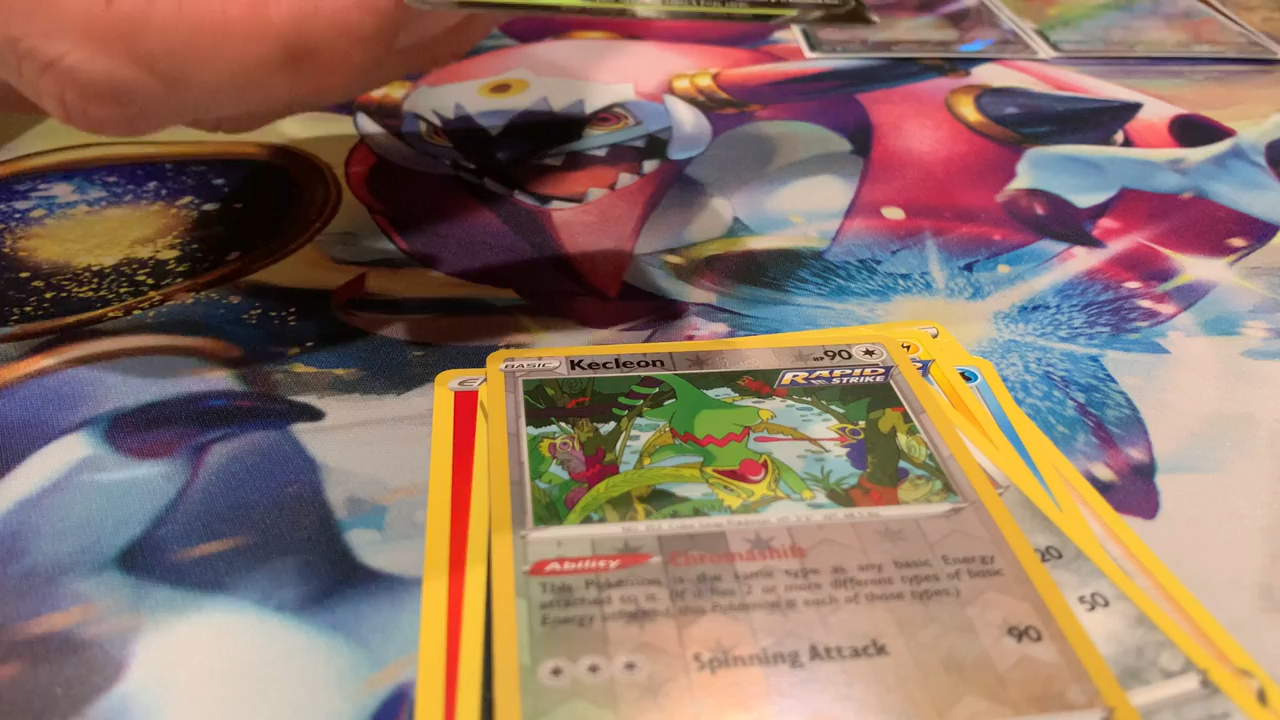 BASIC Kecleon HP 90
RAPID
STRIKE
Ability Chromashift
This Pokémon is the same type as any basic Energy
attached to it. (If it has 2 or more different types of basic
Energy attached, this Pokémon is each of those types.)
Spinning Attack 90
20
50